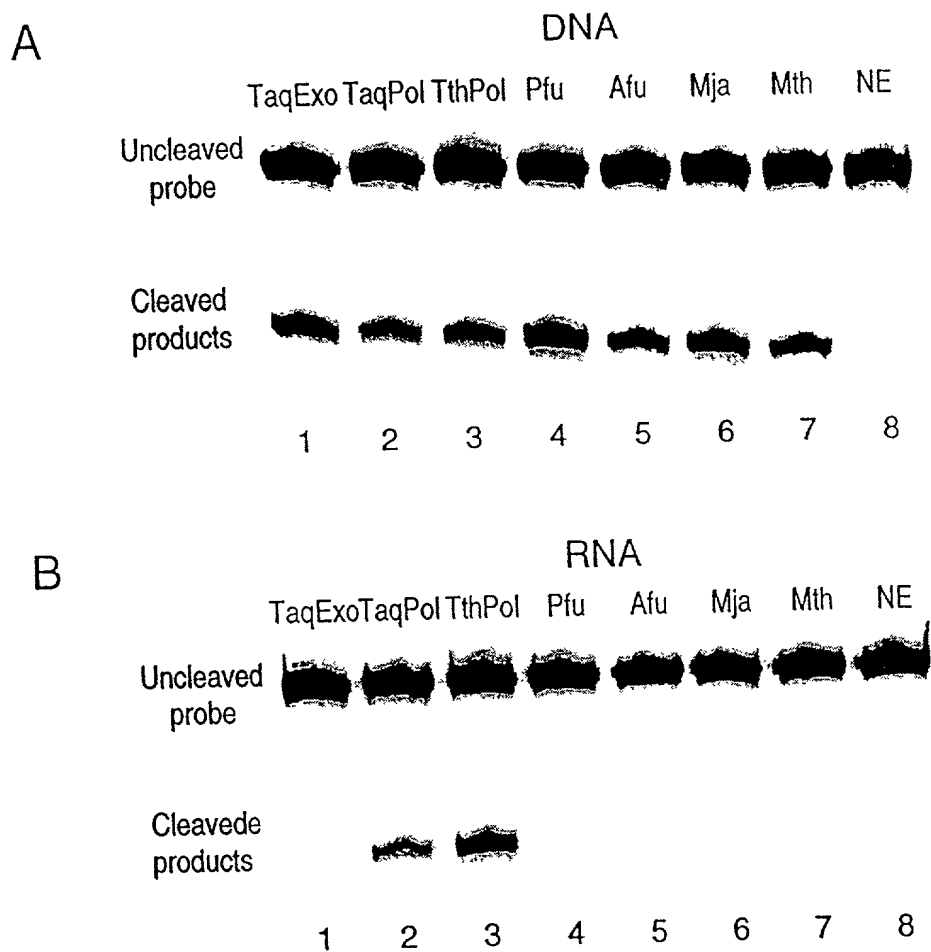 A
DNA
TaqExo TaqPol TthPol Pfu Afu Mja Mth NE
Uncleaved
probe
Cleaved
products
1 2 3 4 5 6 7 8
B
RNA
TaqExo TaqPol TthPol Pfu Afu Mja Mth NE
Uncleaved
probe
Cleavede
products
1 2 3 4 5 6 7 8